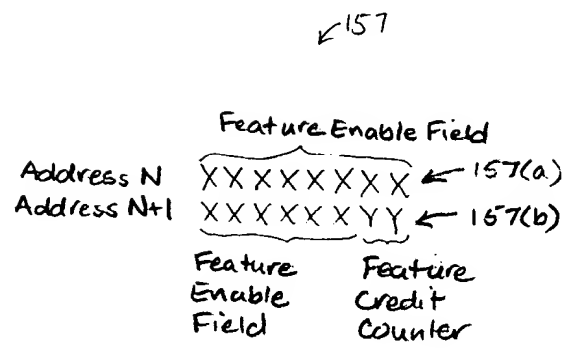 157
Feature Enable Field
Address N XXXXXXXX 157(a)
Address N+1 XXXXXXYY 157(b)
Feature Enable Field
Feature Credit Counter